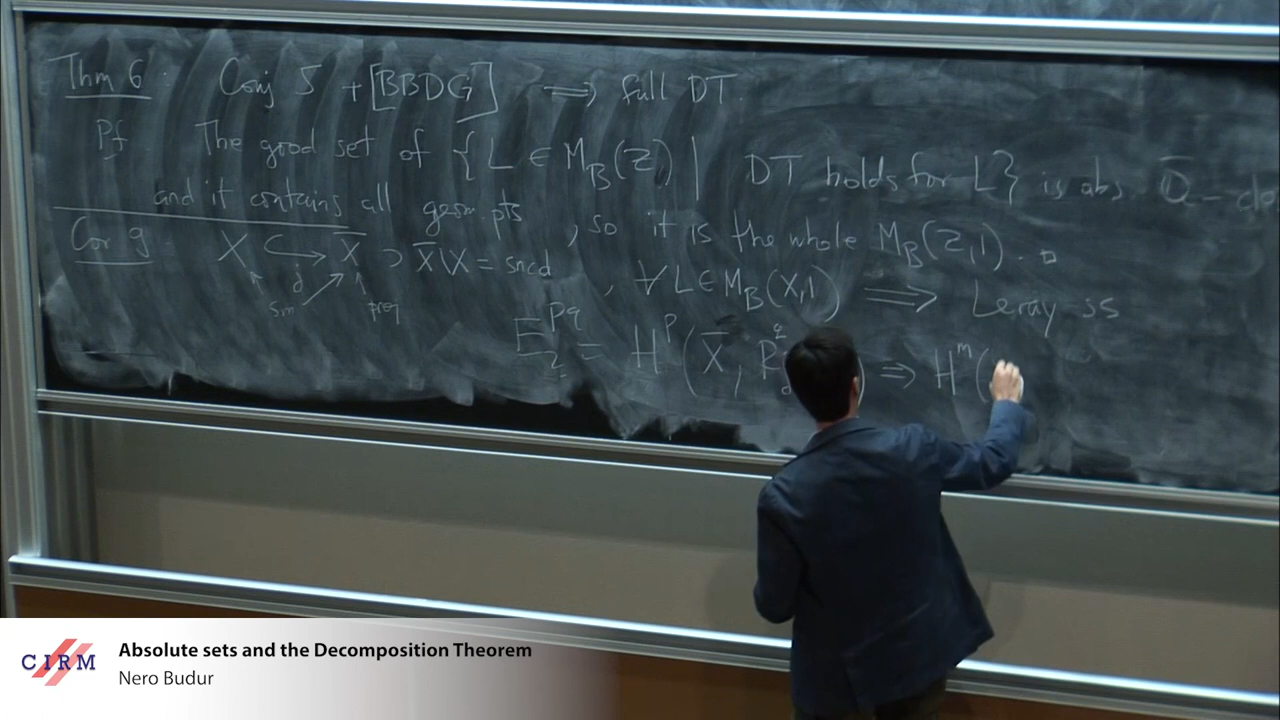 Thm 6: Conj 5 + [BBDG] ⟹ full DT.
Pf The good set of {L ∈ M_B(Z) | DT holds for L} is abs. Q̄-clo
and it contains all geom. pts, so it is the whole M_B(Z,1). □
Cor 9: X ↪ X̄ ⊃ X̄\X = sncd, ∀ L ∈ M_B(X,1) ⟹ Leray ss
j
sm proj
E_2^{pq} = H^p(X̄, R^q j ) ⟹ H^m(
CIRM
Absolute sets and the Decomposition Theorem
Nero Budur